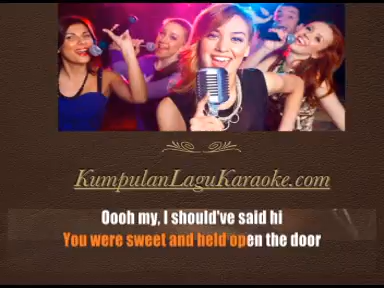 KumpulanLaguKaraoke.com
Oooh my, I should've said hi
You were sweet and held open the door